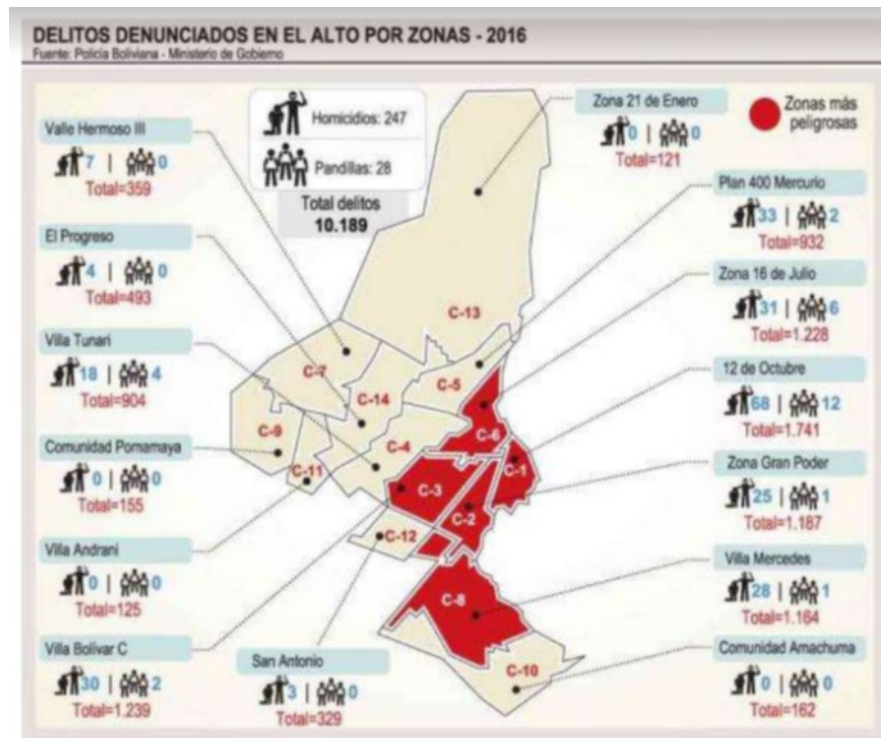 DELITOS DENUNCIADOS EN EL ALTO POR ZONAS - 2016
Fuente: Policía Boliviana - Ministerio de Gobierno
Homicidios: 247
Pandillas: 28
Total delitos
10.189
Zonas más
peligrosas
Valle Hermoso III
7 | 0
Total=359
El Progreso
4 | 0
Total=493
Villa Tunari
18 | 4
Total=904
Comunidad Pomamaya
0 | 0
Total=155
Villa Andrani
0 | 0
Total=125
Villa Bolívar C
30 | 2
Total=1.239
San Antonio
3 | 0
Total=329
Zona 21 de Enero
0 | 0
Total=121
Plan 400 Mercurio
33 | 2
Total=932
Zona 16 de Julio
31 | 6
Total=1.228
12 de Octubre
68 | 12
Total=1.741
Zona Gran Poder
25 | 1
Total=1.187
Villa Mercedes
28 | 1
Total=1.164
Comunidad Amachuma
0 | 0
Total=162
C-13
C-7
C-5
C-14
C-9
C-4
C-6
C-11
C-3
C-1
C-2
C-12
C-8
C-10